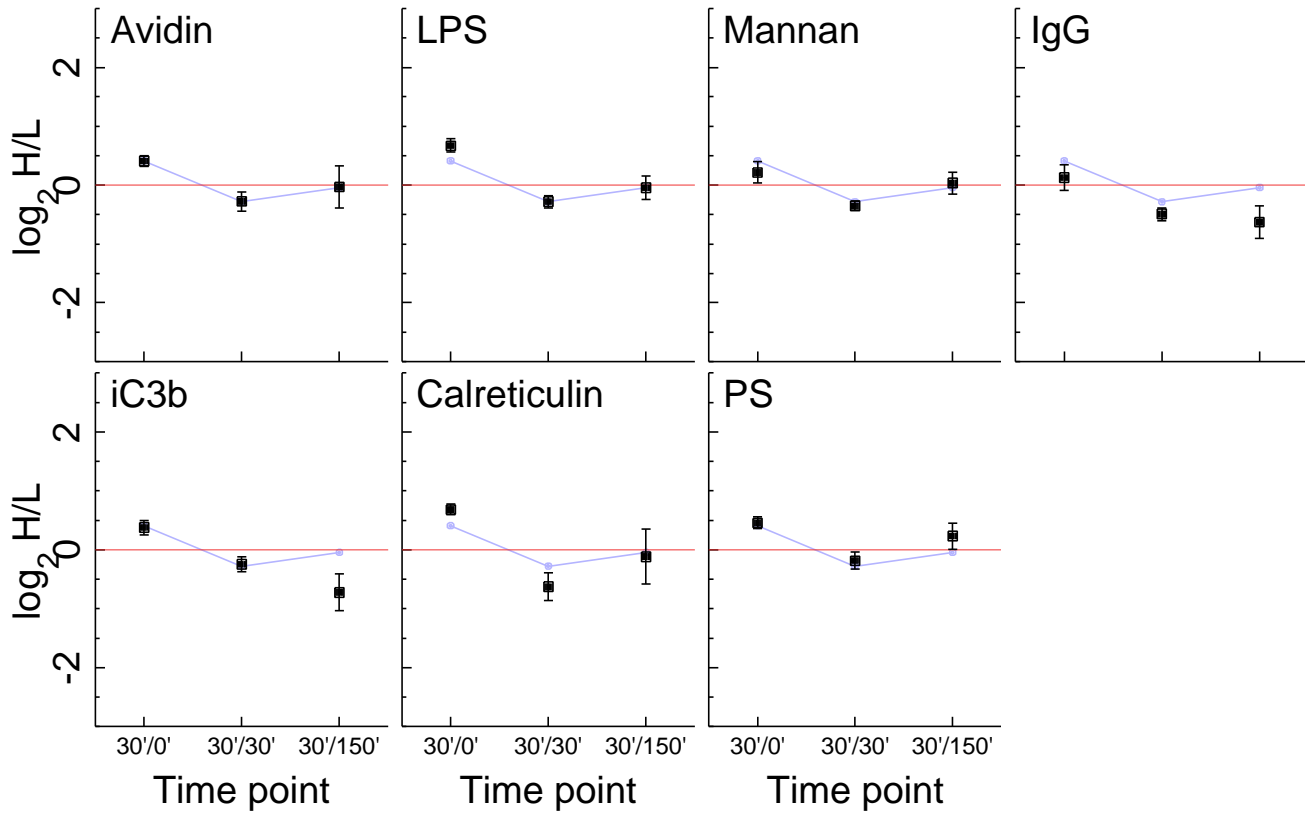 Avidin
LPS
Mannan
IgG
log2 H/L
2
0
-2
iC3b
Calreticulin
PS
log2 H/L
2
0
-2
30'/0' 30'/30' 30'/150'
30'/0' 30'/30' 30'/150'
30'/0' 30'/30' 30'/150'
Time point
Time point
Time point